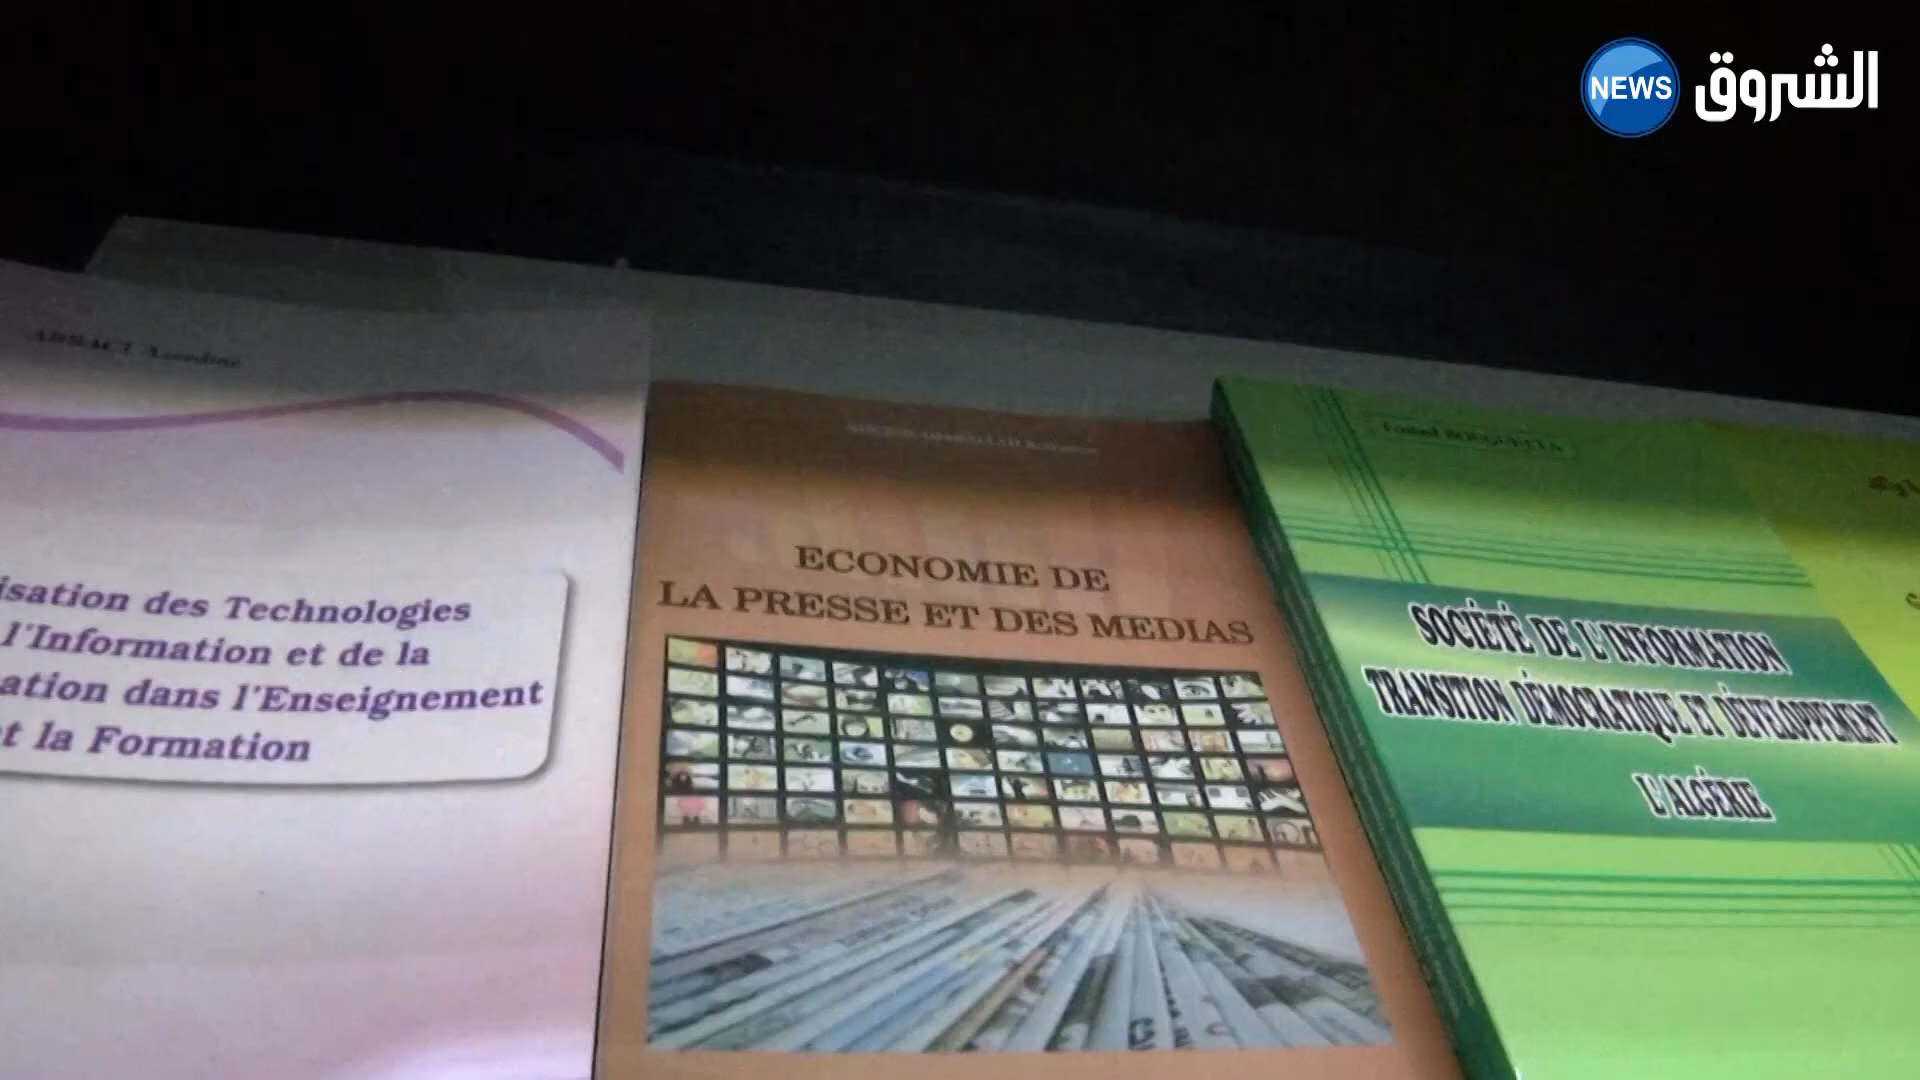 NEWS
الشروق
isation des Technologies
l'Information et de la
ation dans l'Enseignement
t la Formation
ECONOMIE DE
LA PRESSE ET DES MEDIAS
SOCIÉTÉ DE L'INFORMATION
TRANSITION DÉMOCRATIQUE ET DÉVELOPPEMENT
L'ALGÉRIE